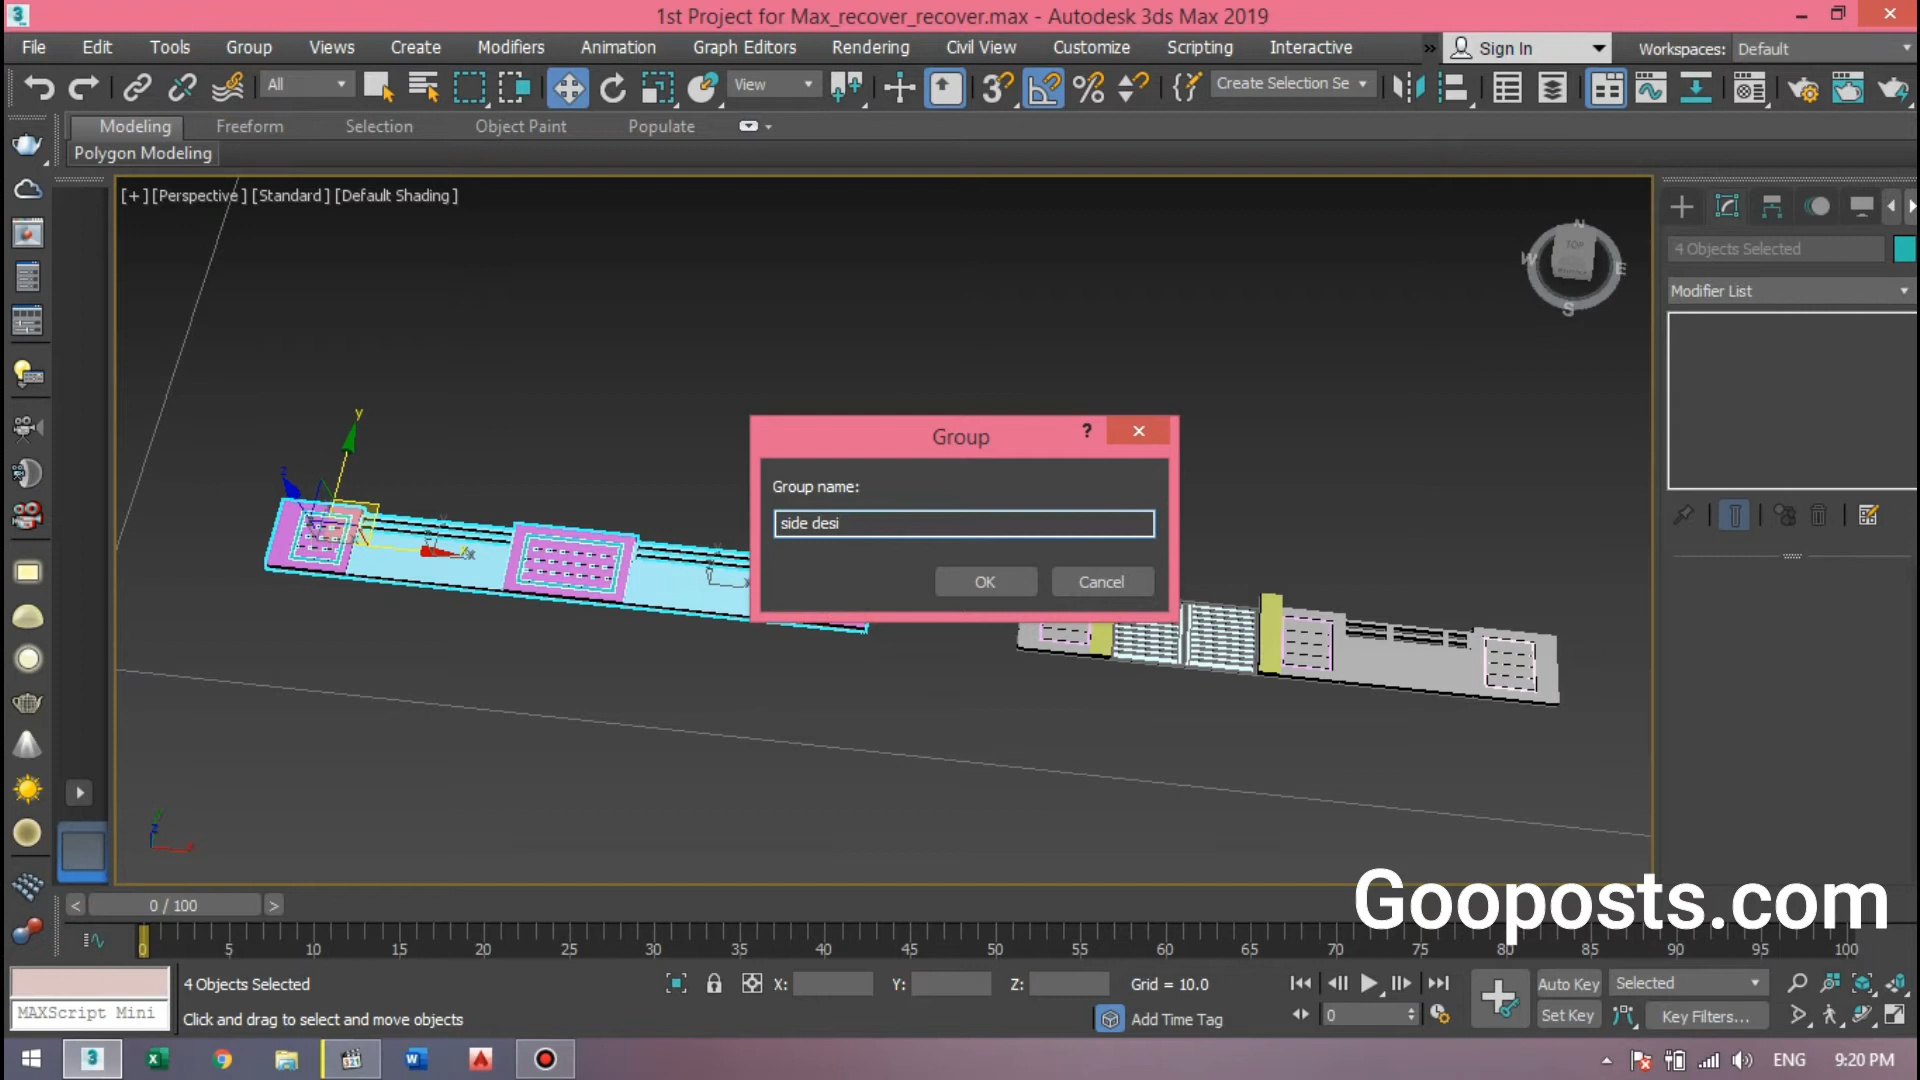 1st Project for Max_recover_recover.max - Autodesk 3ds Max 2019
File Edit Tools Group Views Create Modifiers Animation Graph Editors Rendering Civil View Customize Scripting Interactive » Sign In Workspaces: Default
All View Create Selection Se
Modeling Freeform Selection Object Paint Populate
Polygon Modeling
[+] [Perspective] [Standard] [Default Shading]
N
W TOP E
S
4 Objects Selected
Modifier List
Group ?
Group name:
side desi
OK Cancel
y
z
x
< 0 / 100 >
Gooposts.com
0 5 10 15 20 25 30 35 40 45 50 55 60 65 70 75 80 85 90 95 100
4 Objects Selected X: Y: Z: Grid = 10.0 Auto Key Selected
MAXScript Mini Click and drag to select and move objects Add Time Tag 0 Set Key Key Filters...
ENG 9:20 PM